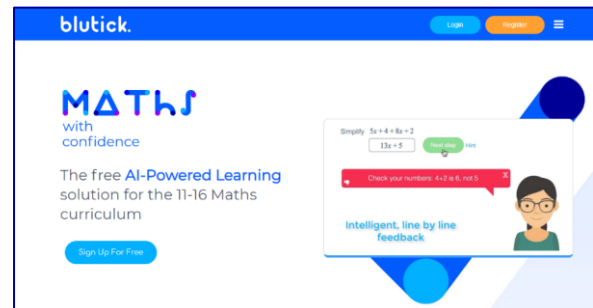 blutick.
Login
Register
MATHS
with
confidence
The free AI-Powered Learning
solution for the 11-16 Maths
curriculum
Sign Up For Free
Simplify 5x + 4 + 8x + 2
13x + 5
Next step
Hint
Check your numbers: 4+2 is 6, not 5
X
Intelligent, line by line
feedback